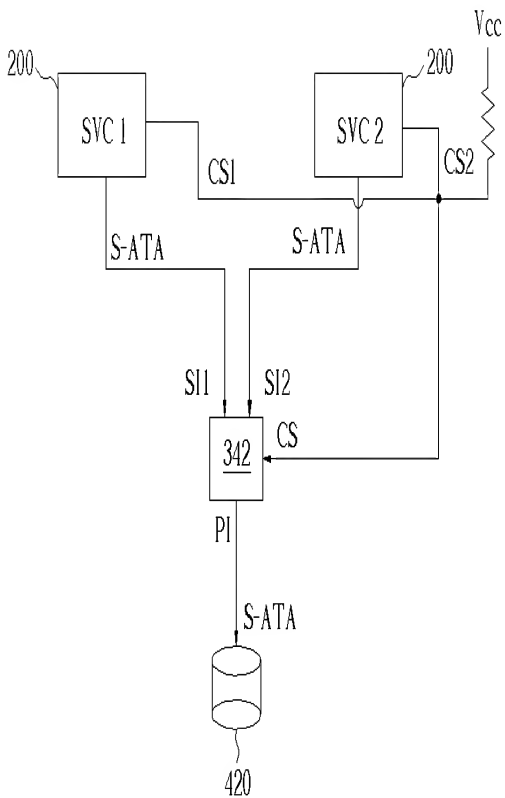 Vcc
200
200
SVC 1
SVC 2
CS1
CS2
S-ATA
S-ATA
SI1
SI2
CS
342
PI
S-ATA
420